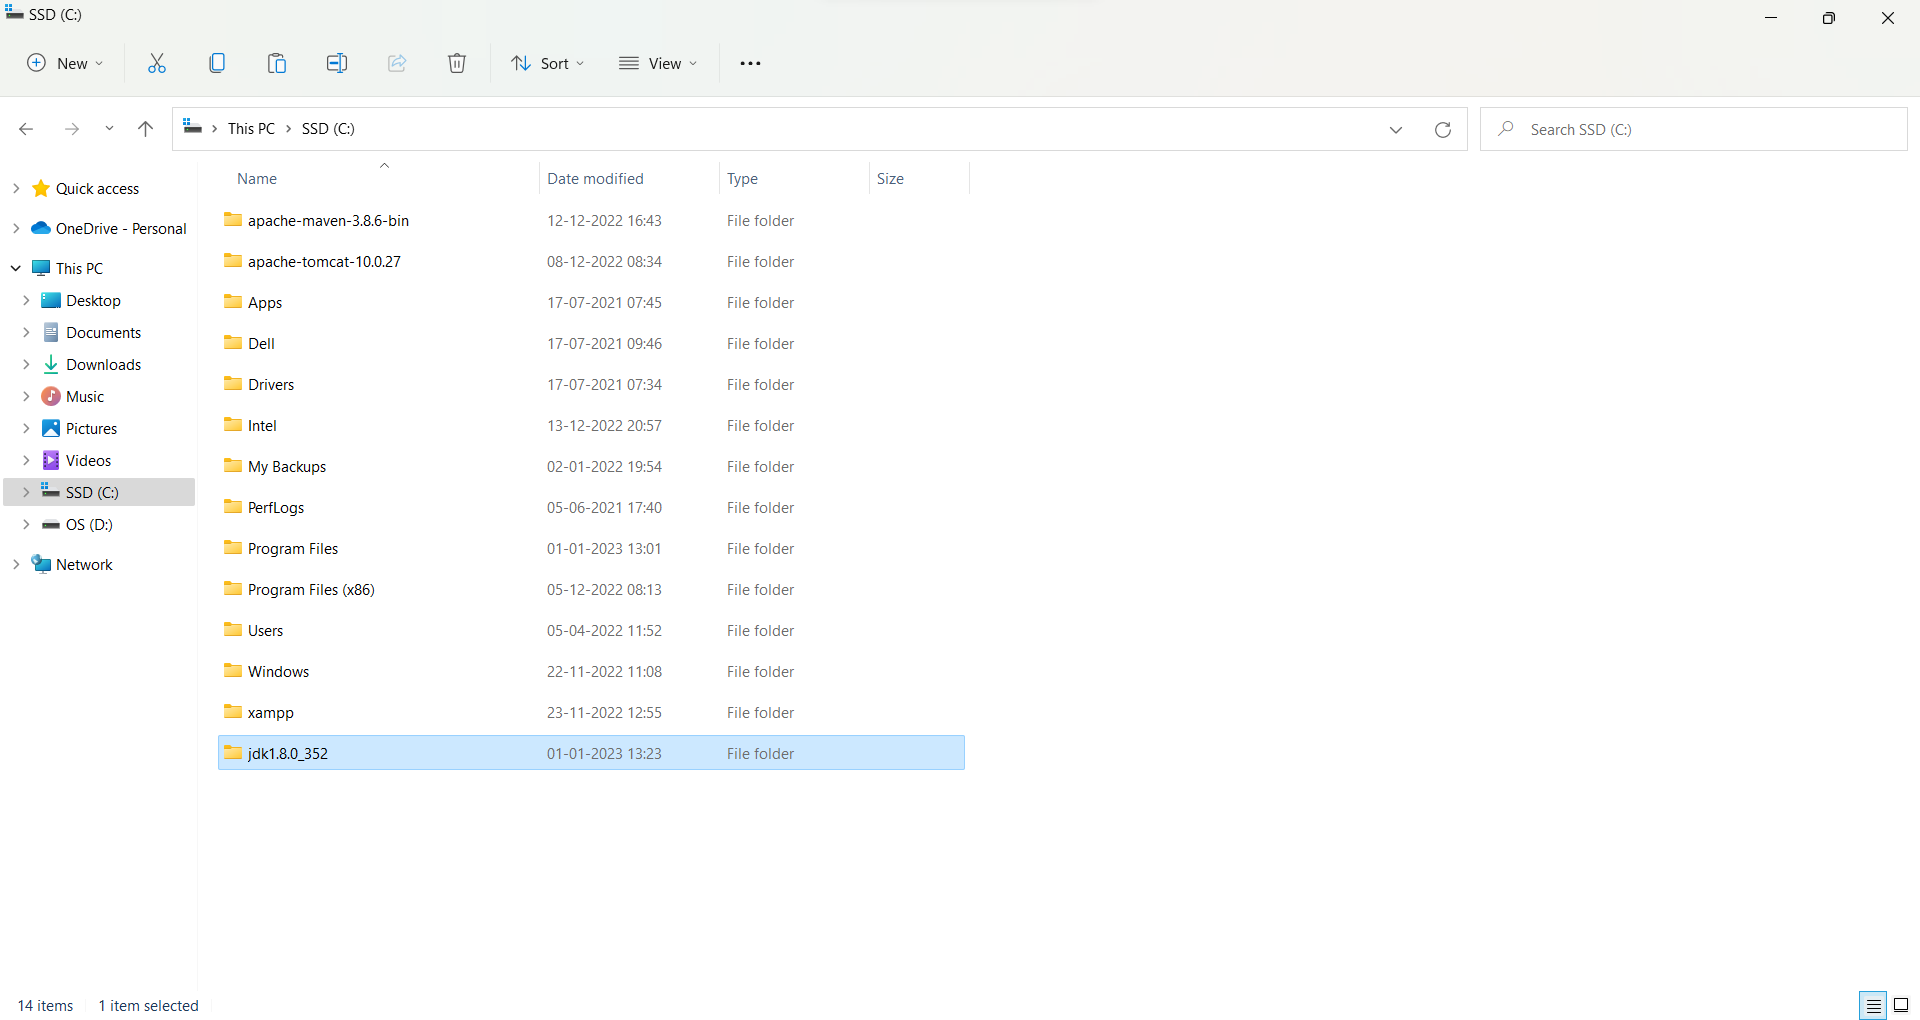 SSD (C:)
New Sort View
This PC > SSD (C:) Search SSD (C:)
Quick access
OneDrive - Personal
This PC
Desktop
Documents
Downloads
Music
Pictures
Videos
SSD (C:)
OS (D:)
Network
Name Date modified Type Size
apache-maven-3.8.6-bin 12-12-2022 16:43 File folder
apache-tomcat-10.0.27 08-12-2022 08:34 File folder
Apps 17-07-2021 07:45 File folder
Dell 17-07-2021 09:46 File folder
Drivers 17-07-2021 07:34 File folder
Intel 13-12-2022 20:57 File folder
My Backups 02-01-2022 19:54 File folder
PerfLogs 05-06-2021 17:40 File folder
Program Files 01-01-2023 13:01 File folder
Program Files (x86) 05-12-2022 08:13 File folder
Users 05-04-2022 11:52 File folder
Windows 22-11-2022 11:08 File folder
xampp 23-11-2022 12:55 File folder
jdk1.8.0_352 01-01-2023 13:23 File folder
14 items 1 item selected